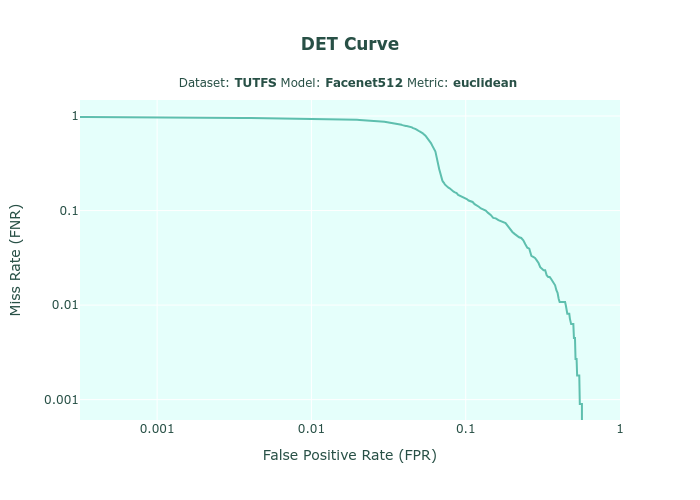 DET Curve
Dataset: TUTFS Model: Facenet512 Metric: euclidean
1
0.1
0.01
0.001
Miss Rate (FNR)
0.001
0.01
0.1
1
False Positive Rate (FPR)